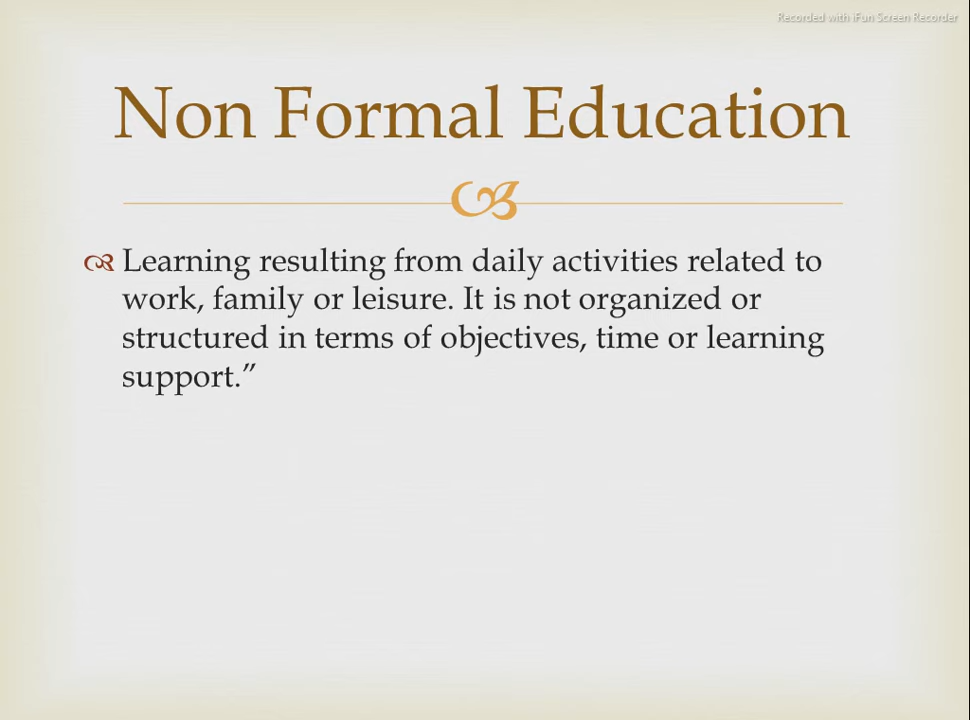 Recorded with iFun Screen Recorder
Non Formal Education
Learning resulting from daily activities related to
work, family or leisure. It is not organized or
structured in terms of objectives, time or learning
support.”